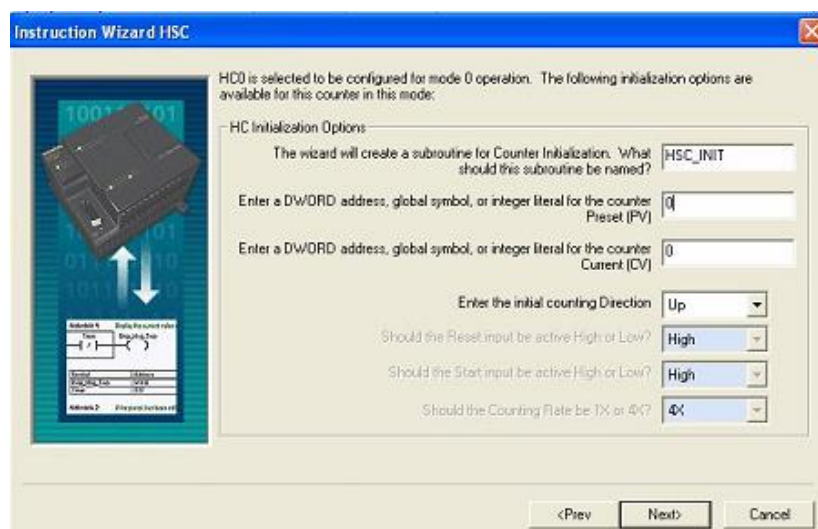 Instruction Wizard HSC
HC0 is selected to be configured for mode 0 operation. The following initialization options are
available for this counter in this mode:
HC Initialization Options
The wizard will create a subroutine for Counter Initialization. What
should this subroutine be named?
HSC_INIT
Enter a DWORD address, global symbol, or integer literal for the counter
Preset (PV)
0
Enter a DWORD address, global symbol, or integer literal for the counter
Current (CV)
0
Enter the initial counting Direction
Up
Should the Reset input be active High or Low?
High
Should the Start input be active High or Low?
High
Should the Counting Rate be 1X or 4X?
4X
<Prev
Next>
Cancel